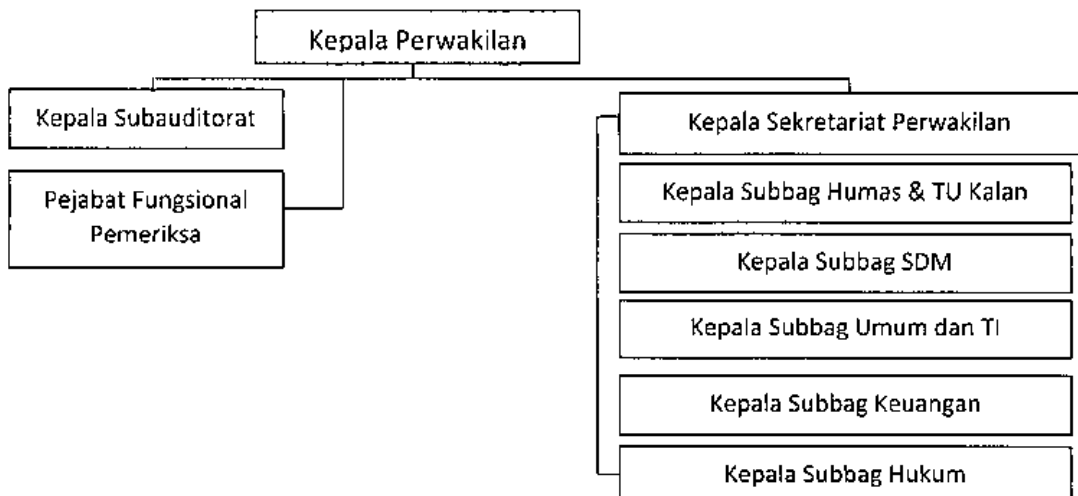 Kepala Perwakilan
Kepala Subauditorat
Pejabat Fungsional
Pemeriksa
Kepala Sekretariat Perwakilan
Kepala Subbag Humas & TU Kalan
Kepala Subbag SDM
Kepala Subbag Umum dan TI
Kepala Subbag Keuangan
Kepala Subbag Hukum